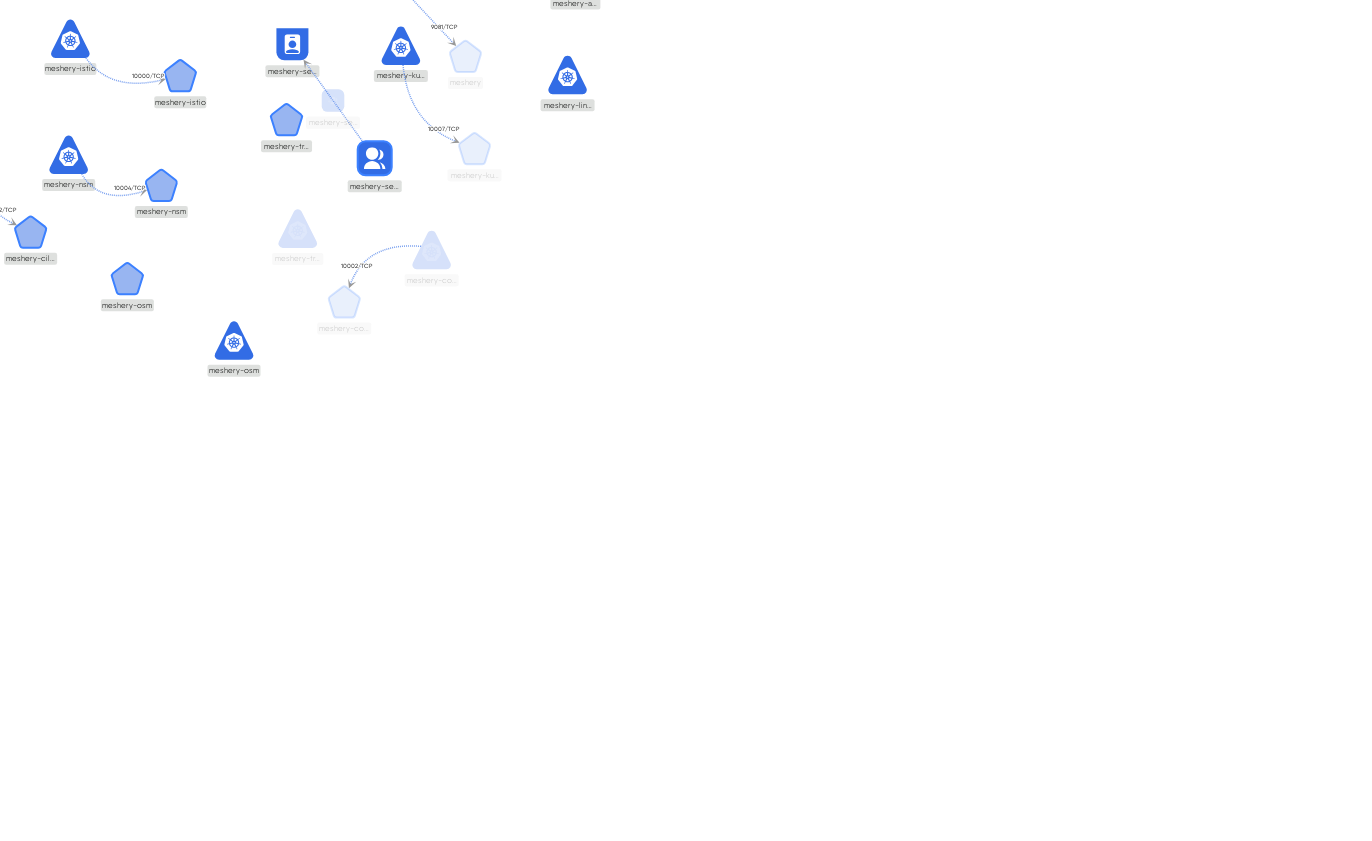 meshery-a...
9081/TCP
meshery-istio
10000/TCP
meshery-se...
meshery-ku...
meshery
meshery-istio
meshery-lin...
meshery-se...
10007/TCP
meshery-tr...
meshery-ku...
meshery-nsm
10004/TCP
meshery-se...
2/TCP
meshery-nsm
meshery-cil...
meshery-tr...
10002/TCP
meshery-co...
meshery-osm
meshery-co...
meshery-osm